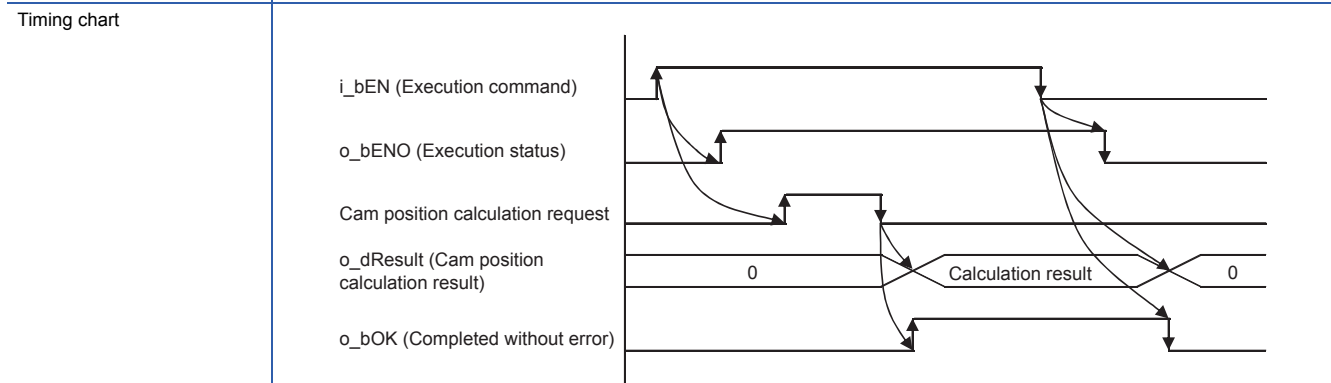 Timing chart
i_bEN (Execution command)
o_bENO (Execution status)
Cam position calculation request
o_dResult (Cam position
calculation result)
0
Calculation result
0
o_bOK (Completed without error)